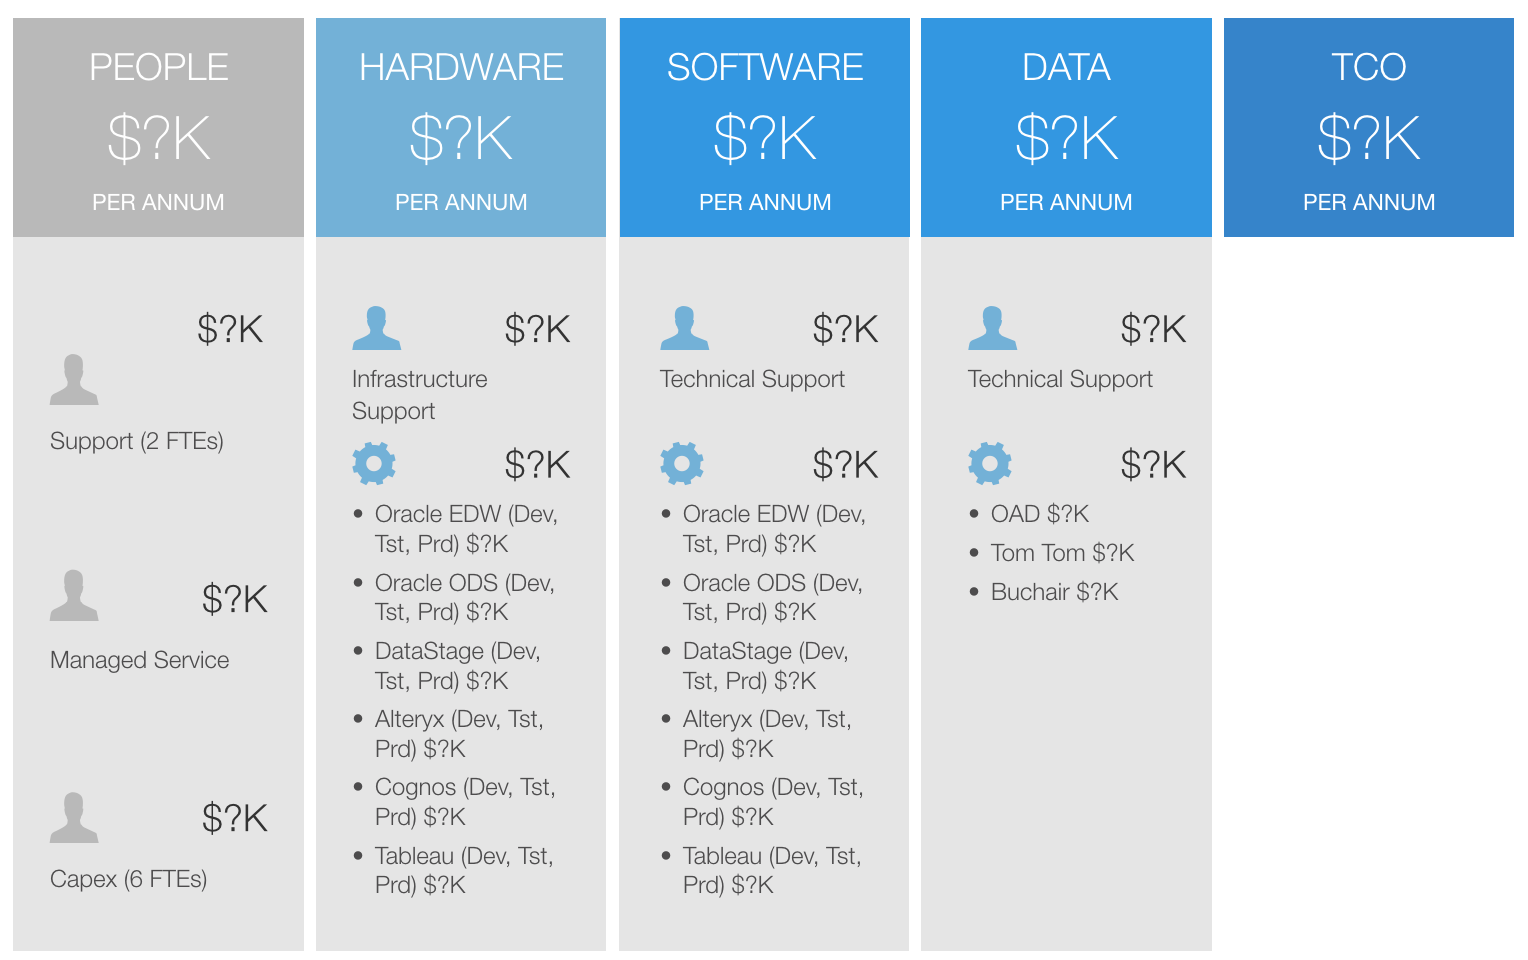 PEOPLE
$?K
PER ANNUM
$?K
Support (2 FTEs)
$?K
Managed Service
$?K
Capex (6 FTEs)
HARDWARE
$?K
PER ANNUM
$?K
Infrastructure
Support
$?K
• Oracle EDW (Dev,
Tst, Prd) $?K
• Oracle ODS (Dev,
Tst, Prd) $?K
• DataStage (Dev,
Tst, Prd) $?K
• Alteryx (Dev, Tst,
Prd) $?K
• Cognos (Dev, Tst,
Prd) $?K
• Tableau (Dev, Tst,
Prd) $?K
SOFTWARE
$?K
PER ANNUM
$?K
Technical Support
$?K
• Oracle EDW (Dev,
Tst, Prd) $?K
• Oracle ODS (Dev,
Tst, Prd) $?K
• DataStage (Dev,
Tst, Prd) $?K
• Alteryx (Dev, Tst,
Prd) $?K
• Cognos (Dev, Tst,
Prd) $?K
• Tableau (Dev, Tst,
Prd) $?K
DATA
$?K
PER ANNUM
$?K
Technical Support
$?K
• OAD $?K
• Tom Tom $?K
• Buchair $?K
TCO
$?K
PER ANNUM